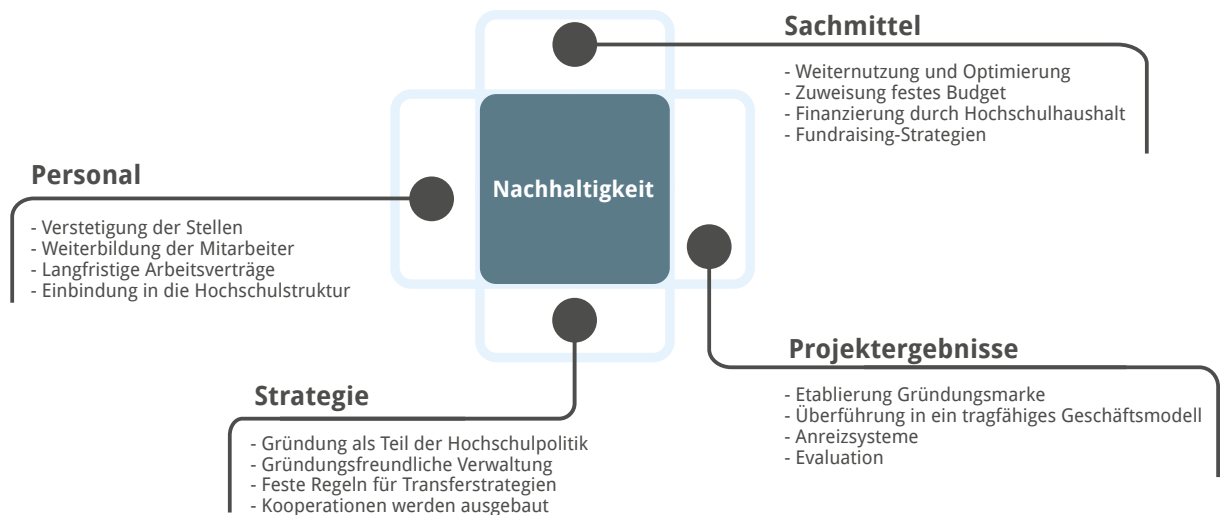 Sachmittel
- Weiternutzung und Optimierung
- Zuweisung festes Budget
- Finanzierung durch Hochschulhaushalt
- Fundraising-Strategien
Personal
- Verstetigung der Stellen
- Weiterbildung der Mitarbeiter
- Langfristige Arbeitsverträge
- Einbindung in die Hochschulstruktur
Nachhaltigkeit
Projektergebnisse
- Etablierung Gründungsmarke
- Überführung in ein tragfähiges Geschäftsmodell
- Anreizsysteme
- Evaluation
Strategie
- Gründung als Teil der Hochschulpolitik
- Gründungsfreundliche Verwaltung
- Feste Regeln für Transferstrategien
- Kooperationen werden ausgebaut